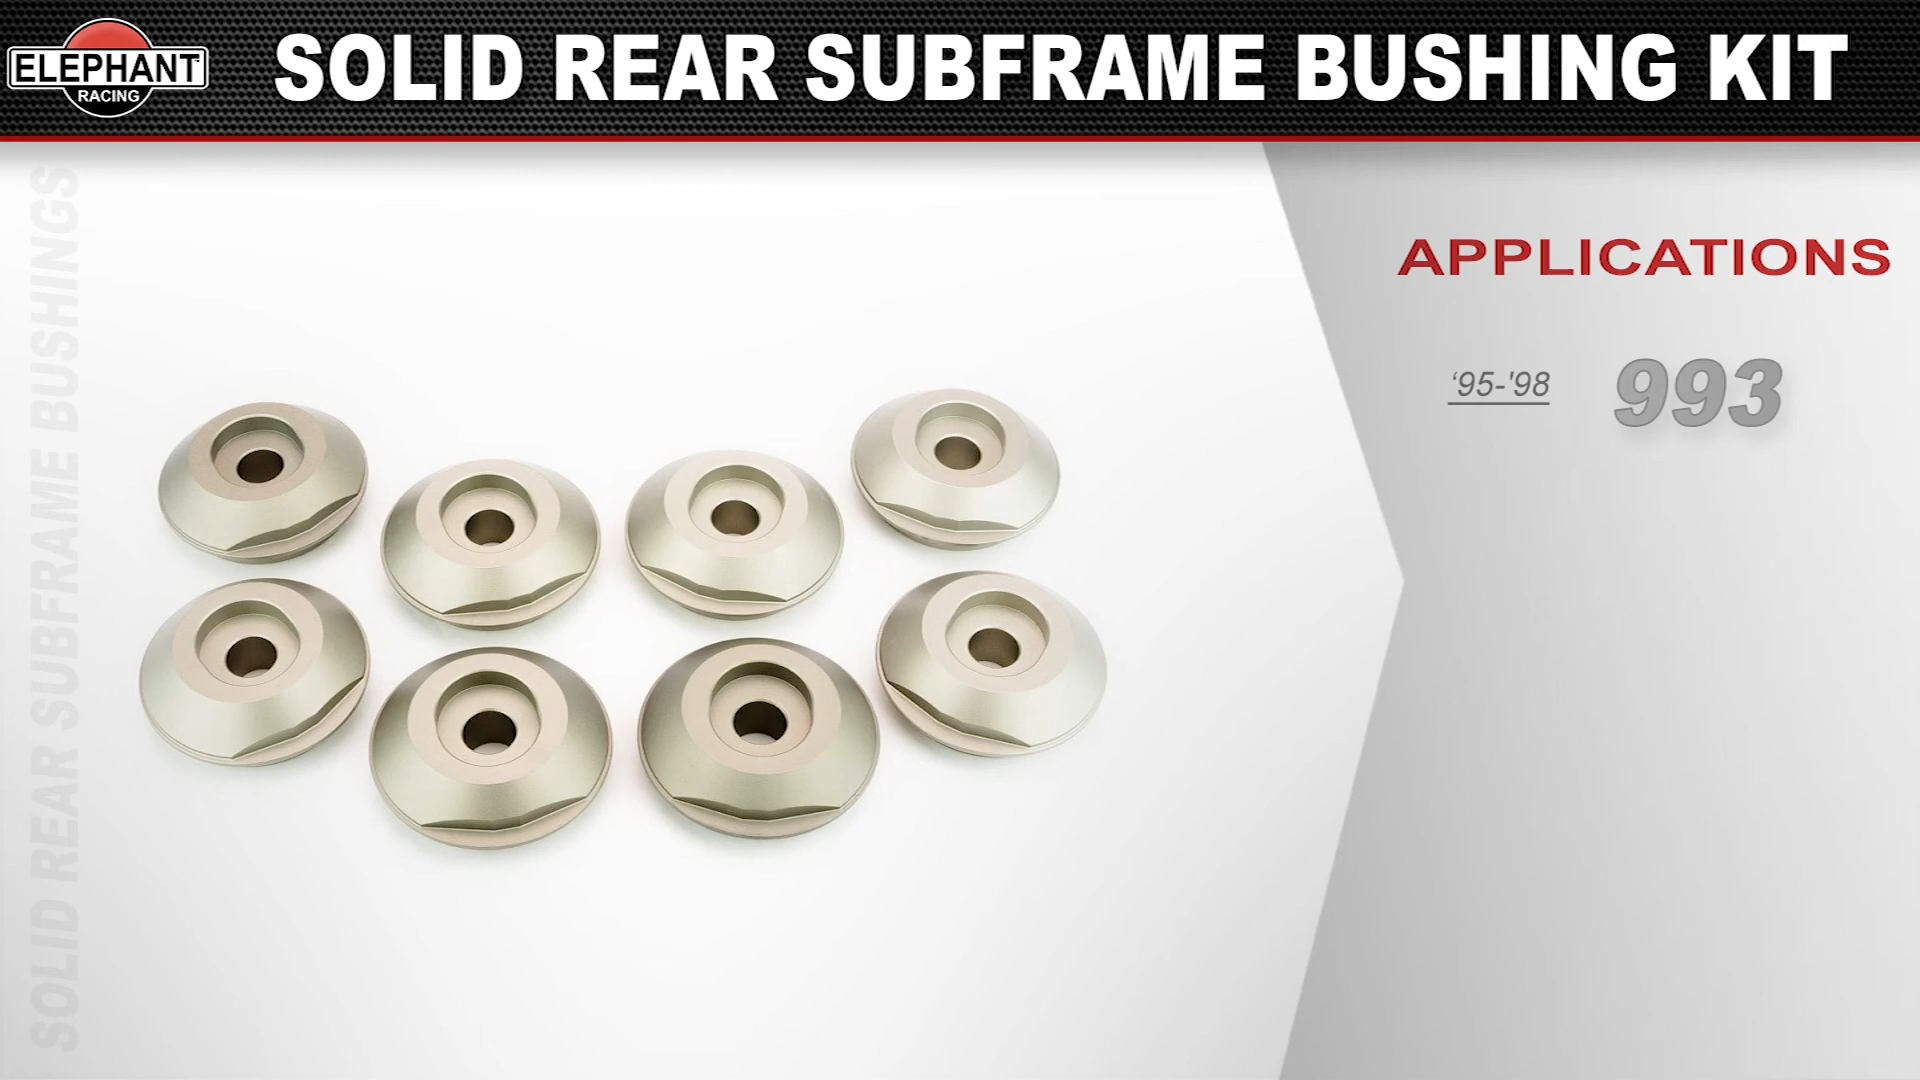 ELEPHANT
RACING
SOLID REAR SUBFRAME BUSHING KIT
SOLID REAR SUBFRAME BUSHINGS
APPLICATIONS
‘95-'98
993